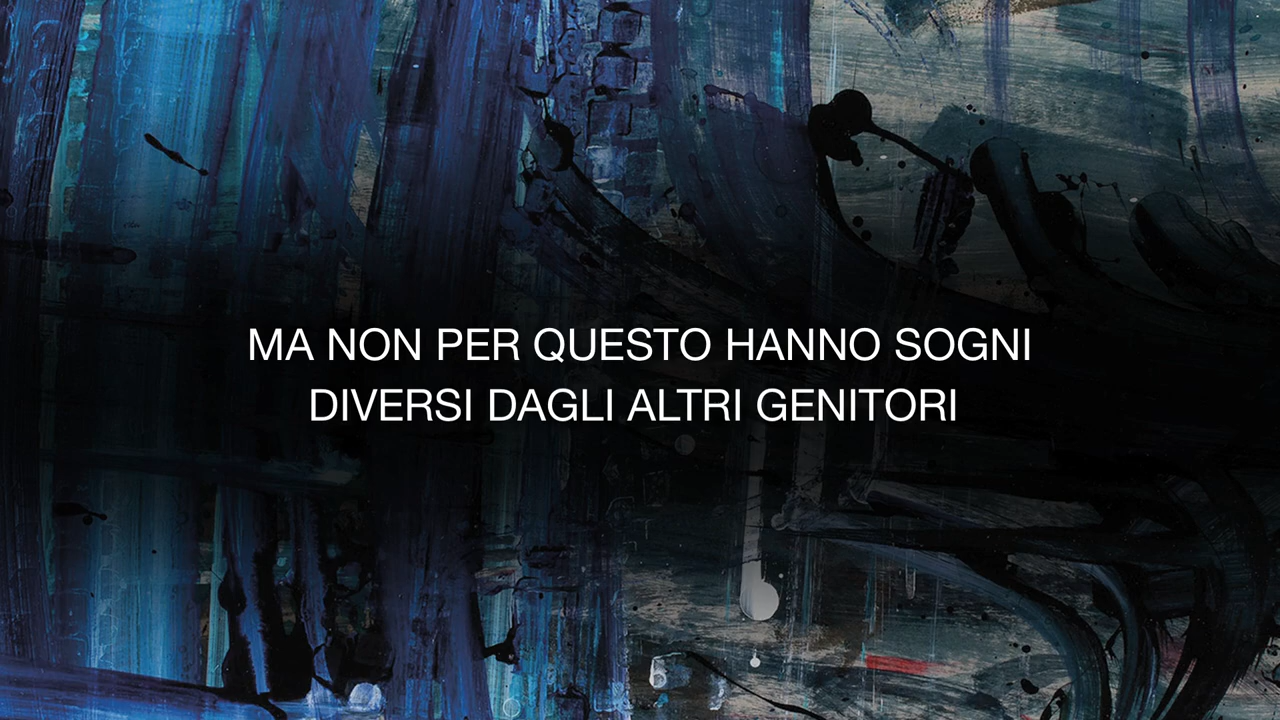 MA NON PER QUESTO HANNO SOGNI
DIVERSI DAGLI ALTRI GENITORI